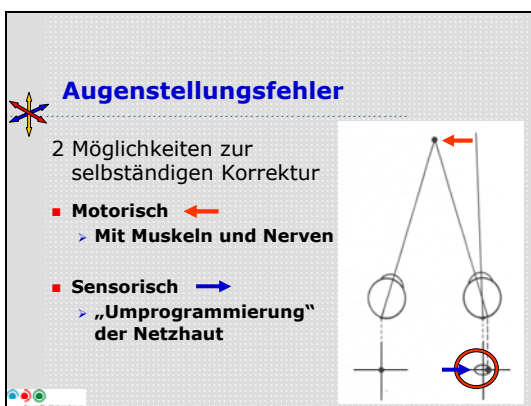 Augenstellungsfehler
2 Möglichkeiten zur
selbständigen Korrektur
Motorisch
Mit Muskeln und Nerven
Sensorisch
„Umprogrammierung“
der Netzhaut